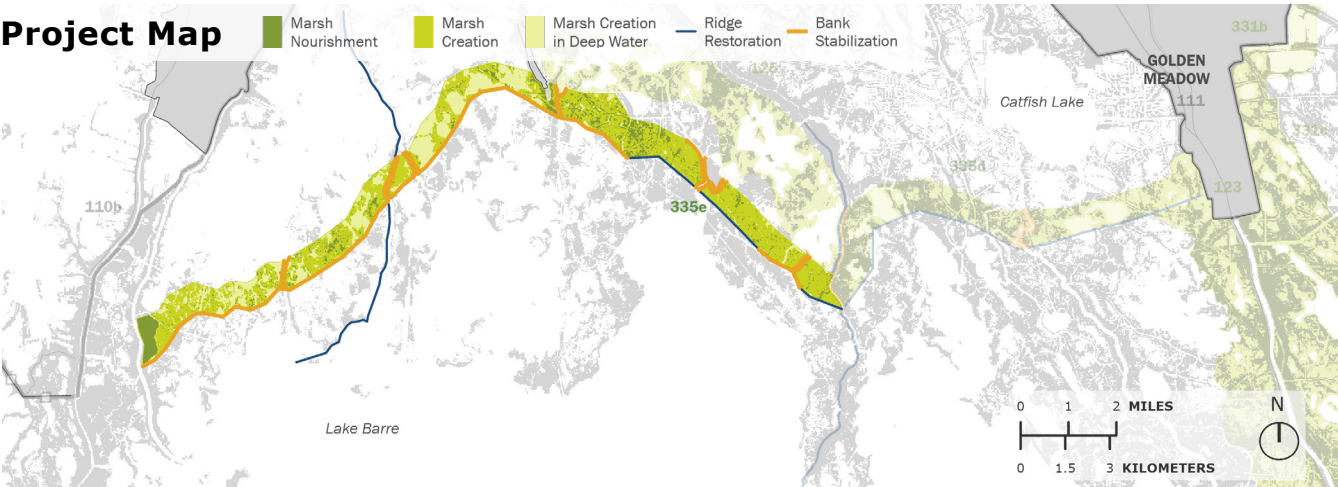 Project Map
Marsh
Nourishment
Marsh
Creation
Marsh Creation
in Deep Water
Ridge
Restoration
Bank
Stabilization
331b
GOLDEN
MEADOW
111
125
Catfish Lake
335d
123
110b
335e
Lake Barre
0 1 2 MILES
0 1.5 3 KILOMETERS
N